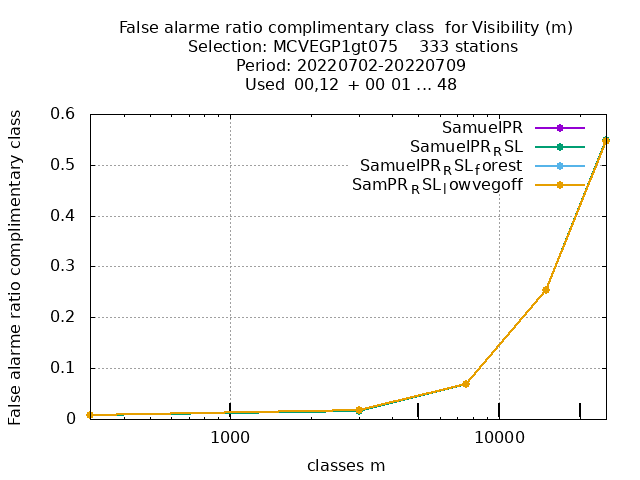 False alarme ratio complimentary class  for Visibility (m)
Selection: MCVEGP1gt075    333 stations
Period: 20220702-20220709
Used  00,12  + 00 01 ... 48
False alarme ratio complimentary class
0.6
0.5
0.4
0.3
0.2
0.1
0
SamuelPR
SamuelPR_RSL
SamuelPR_RSL_forest
SamPR_RSL_lowvegoff
1000
10000
classes m